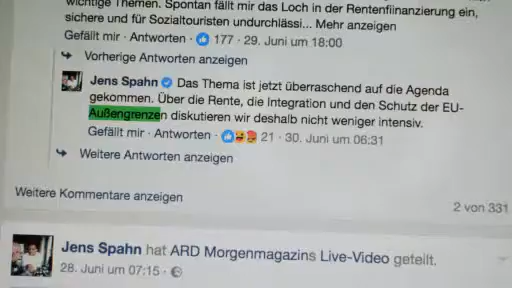 wichtige Themen. Spontan fällt mir das Loch in der Rentenfiinanzierung ein,
sichere und für Sozialtouristen undurchlässi... Mehr anzeigen
Gefällt mir · Antworten · 177 · 29. Juni um 18:00
Vorherige Antworten anzeigen
Jens Spahn Das Thema ist jetzt überraschend auf die Agenda
gekommen. Über die Rente, die Integration und den Schutz der EU-
Außengrenzen diskutieren wir deshalb nicht weniger intensiv.
Gefällt mir · Antworten · 21 · 30. Juni um 06:31
Weitere Antworten anzeigen
Weitere Kommentare anzeigen
2 von 331
Jens Spahn hat ARD Morgenmagazins Live-Video geteilt.
28. Juni um 07:15 ·